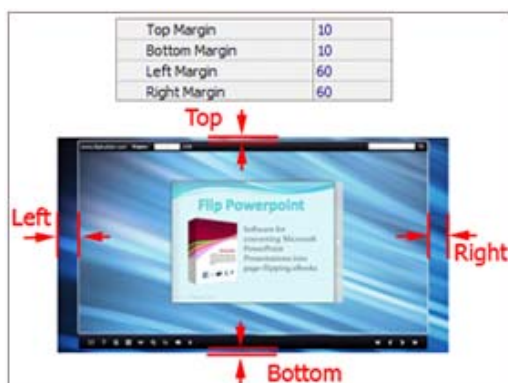 Top Margin 10
Bottom Margin 10
Left Margin 60
Right Margin 60
Top
Left
Flip Powerpoint
Software for
converting Microsoft
PowerPoint
Presentations into
page-flipping eBooks
Right
Bottom